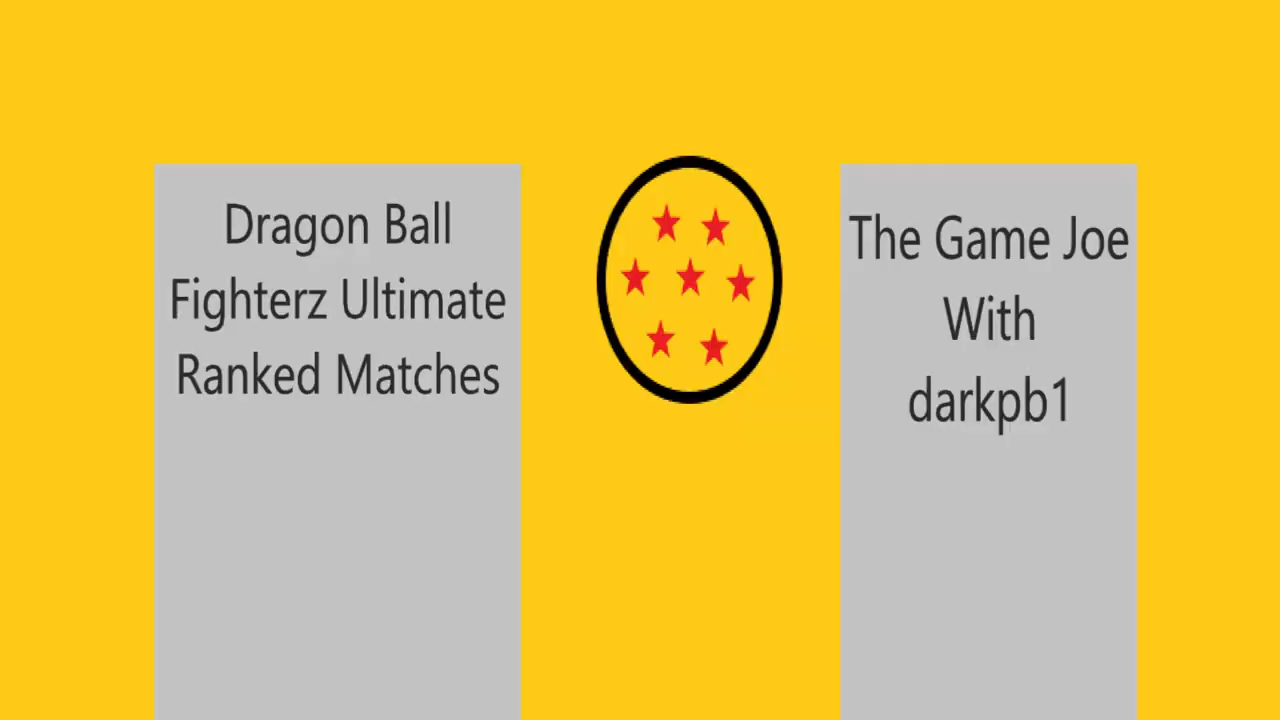 Dragon Ball
Fighterz Ultimate
Ranked Matches
The Game Joe
With
darkpb1